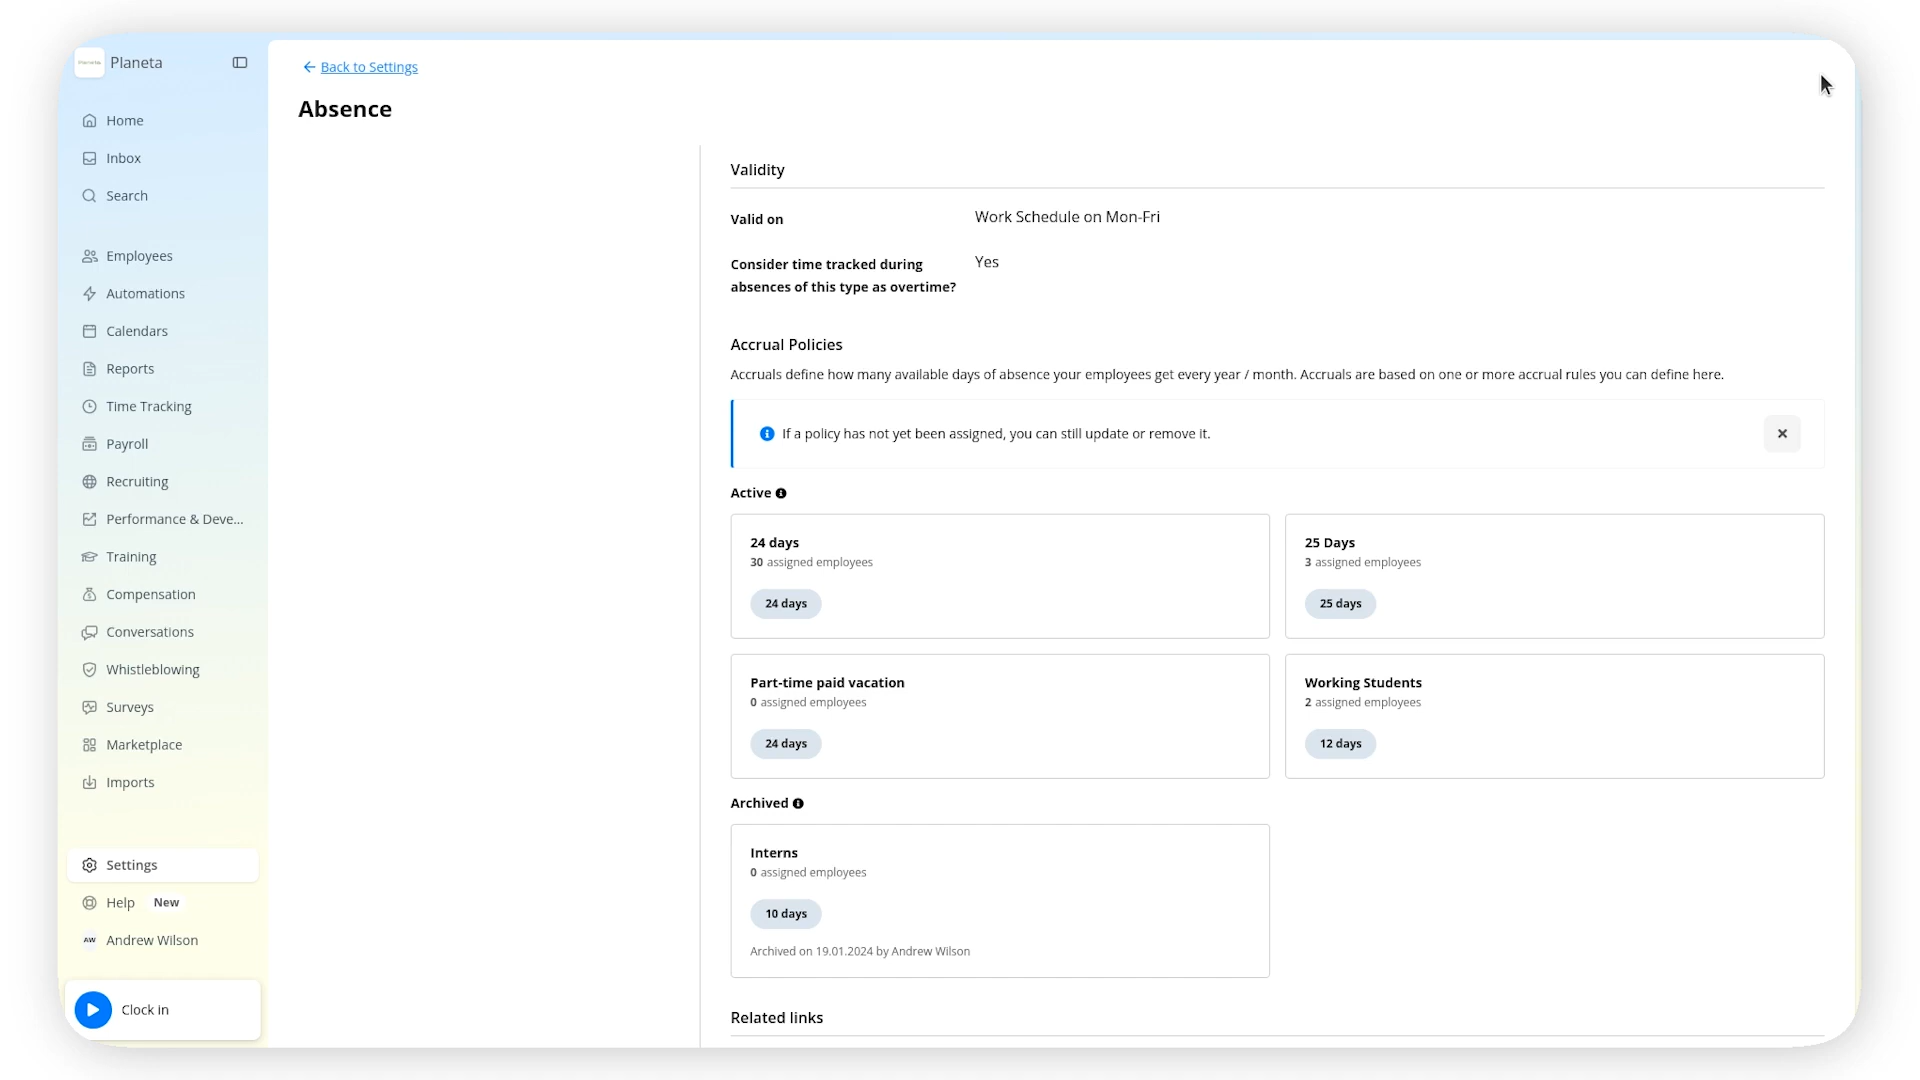 Planeta
Home
Inbox
Search
Employees
Automations
Calendars
Reports
Time Tracking
Payroll
Recruiting
Performance & Deve...
Training
Compensation
Conversations
Whistleblowing
Surveys
Marketplace
Imports
Settings
Help New
AW Andrew Wilson
Clock in
Back to Settings
Absence
Validity
Valid on Work Schedule on Mon-Fri
Consider time tracked during Yes
absences of this type as overtime?
Accrual Policies
Accruals define how many available days of absence your employees get every year / month. Accruals are based on one or more accrual rules you can define here.
If a policy has not yet been assigned, you can still update or remove it.
Active
24 days
30 assigned employees
24 days
25 Days
3 assigned employees
25 days
Part-time paid vacation
0 assigned employees
24 days
Working Students
2 assigned employees
12 days
Archived
Interns
0 assigned employees
10 days
Archived on 19.01.2024 by Andrew Wilson
Related links